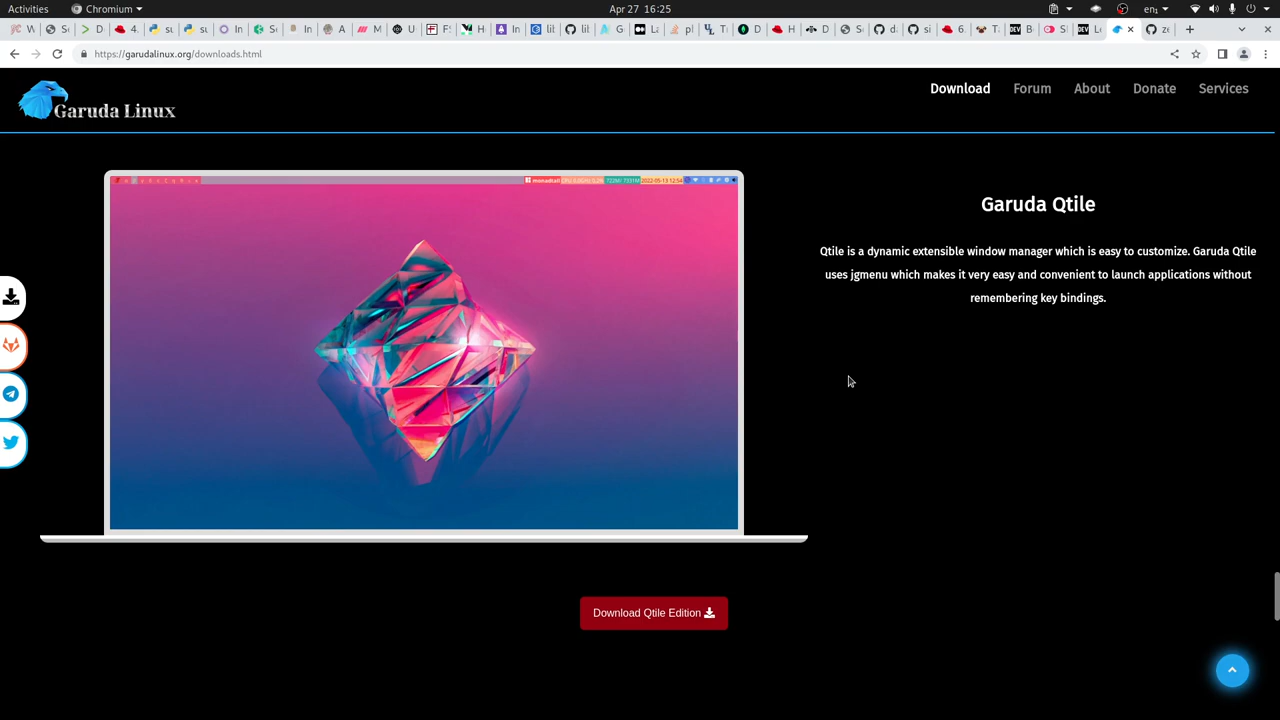 Activities
Chromium
Apr 27 16:25
en₁
https://garudalinux.org/downloads.html
Garuda Linux
Download
Forum
About
Donate
Services
Garuda Qtile
Qtile is a dynamic extensible window manager which is easy to customize. Garuda Qtile
uses jgmenu which makes it very easy and convenient to launch applications without
remembering key bindings.
Download Qtile Edition